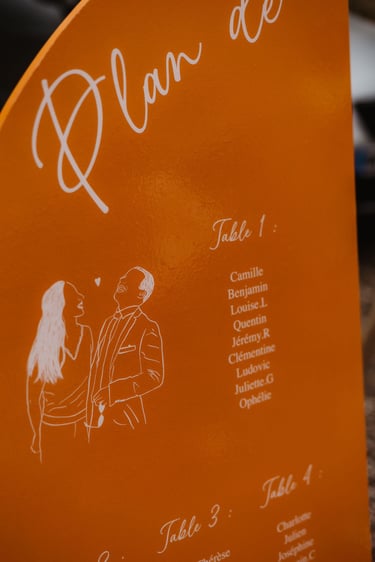 Plan de
Table 1 :
Camille
Benjamin
Louise.L
Quentin
Jérémy.R
Clémentine
Ludovic
Juliette.G
Ophélie
Table 3 :
Table 4 :
Charlotte
Julien
Joséphine